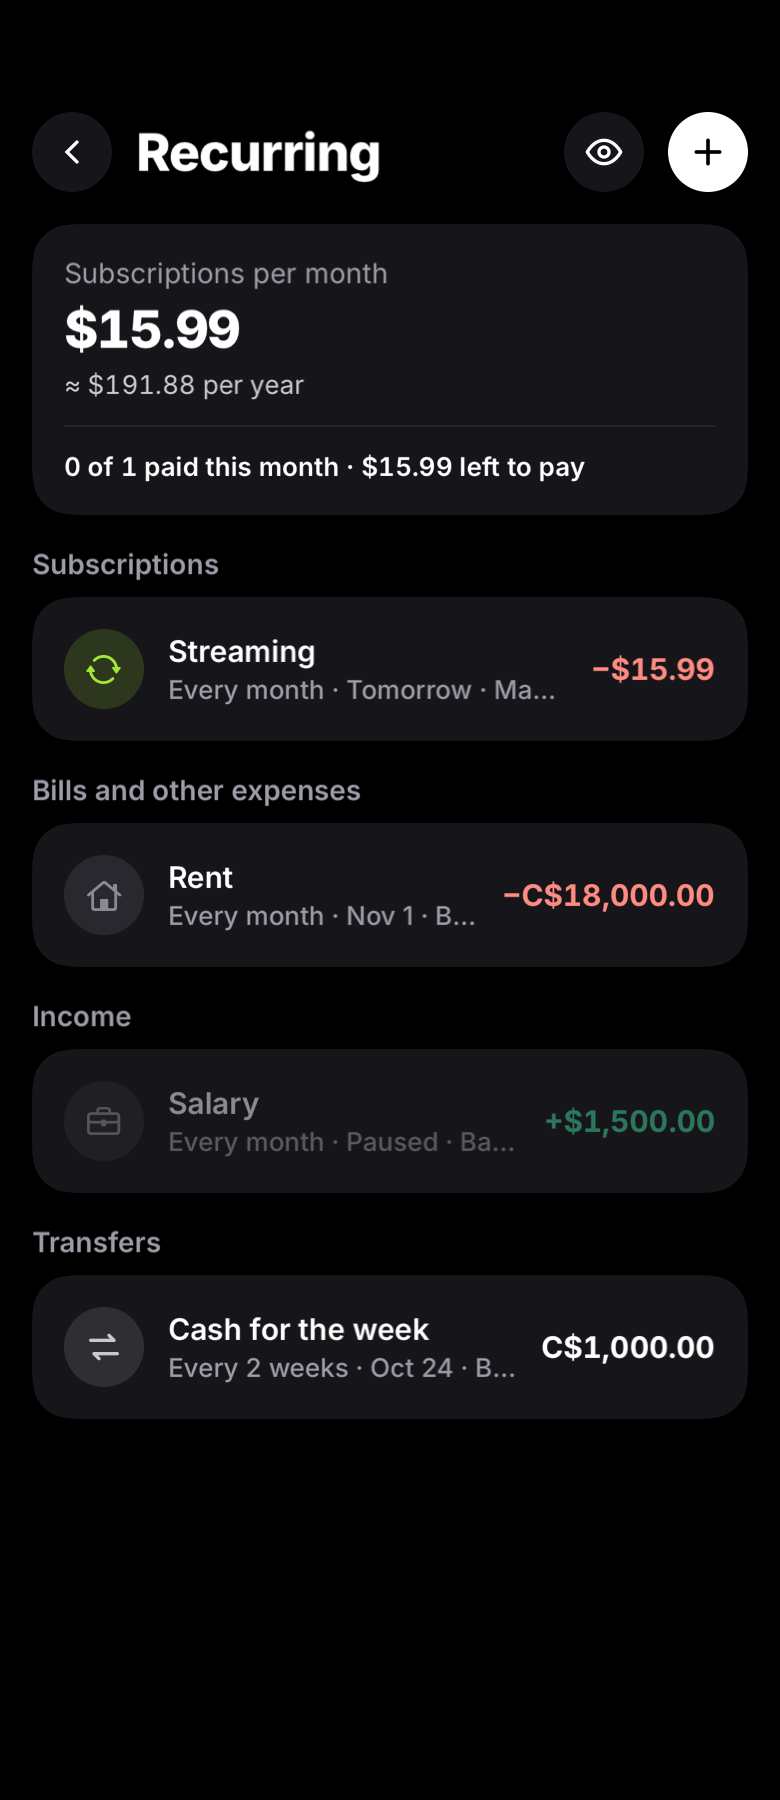 Recurring
Subscriptions per month
$15.99
≈ $191.88 per year
0 of 1 paid this month · $15.99 left to pay
Subscriptions
Streaming
Every month · Tomorrow · Ma...
−$15.99
Bills and other expenses
Rent
Every month · Nov 1 · B...
−C$18,000.00
Income
Salary
Every month · Paused · Ba...
+$1,500.00
Transfers
Cash for the week
Every 2 weeks · Oct 24 · B...
C$1,000.00